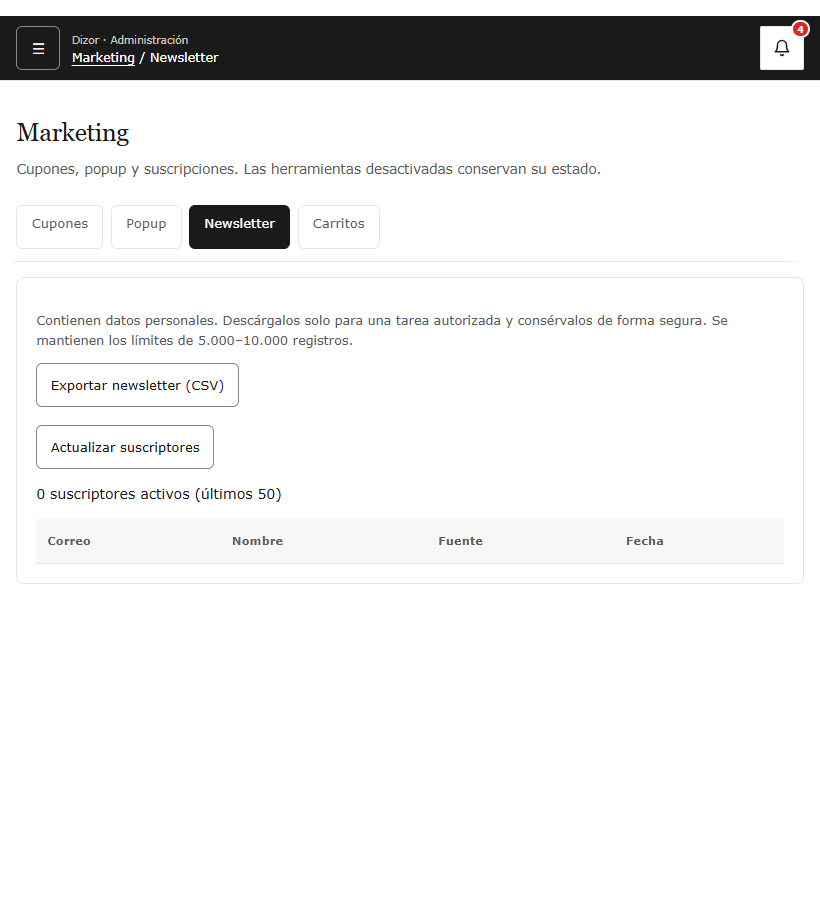 ☰
Dizor · Administración
Marketing / Newsletter
4
Marketing
Cupones, popup y suscripciones. Las herramientas desactivadas conservan su estado.
Cupones Popup Newsletter Carritos
Contienen datos personales. Descárgalos solo para una tarea autorizada y consérvalos de forma segura. Se
mantienen los límites de 5.000–10.000 registros.
Exportar newsletter (CSV)
Actualizar suscriptores
0 suscriptores activos (últimos 50)
Correo Nombre Fuente Fecha